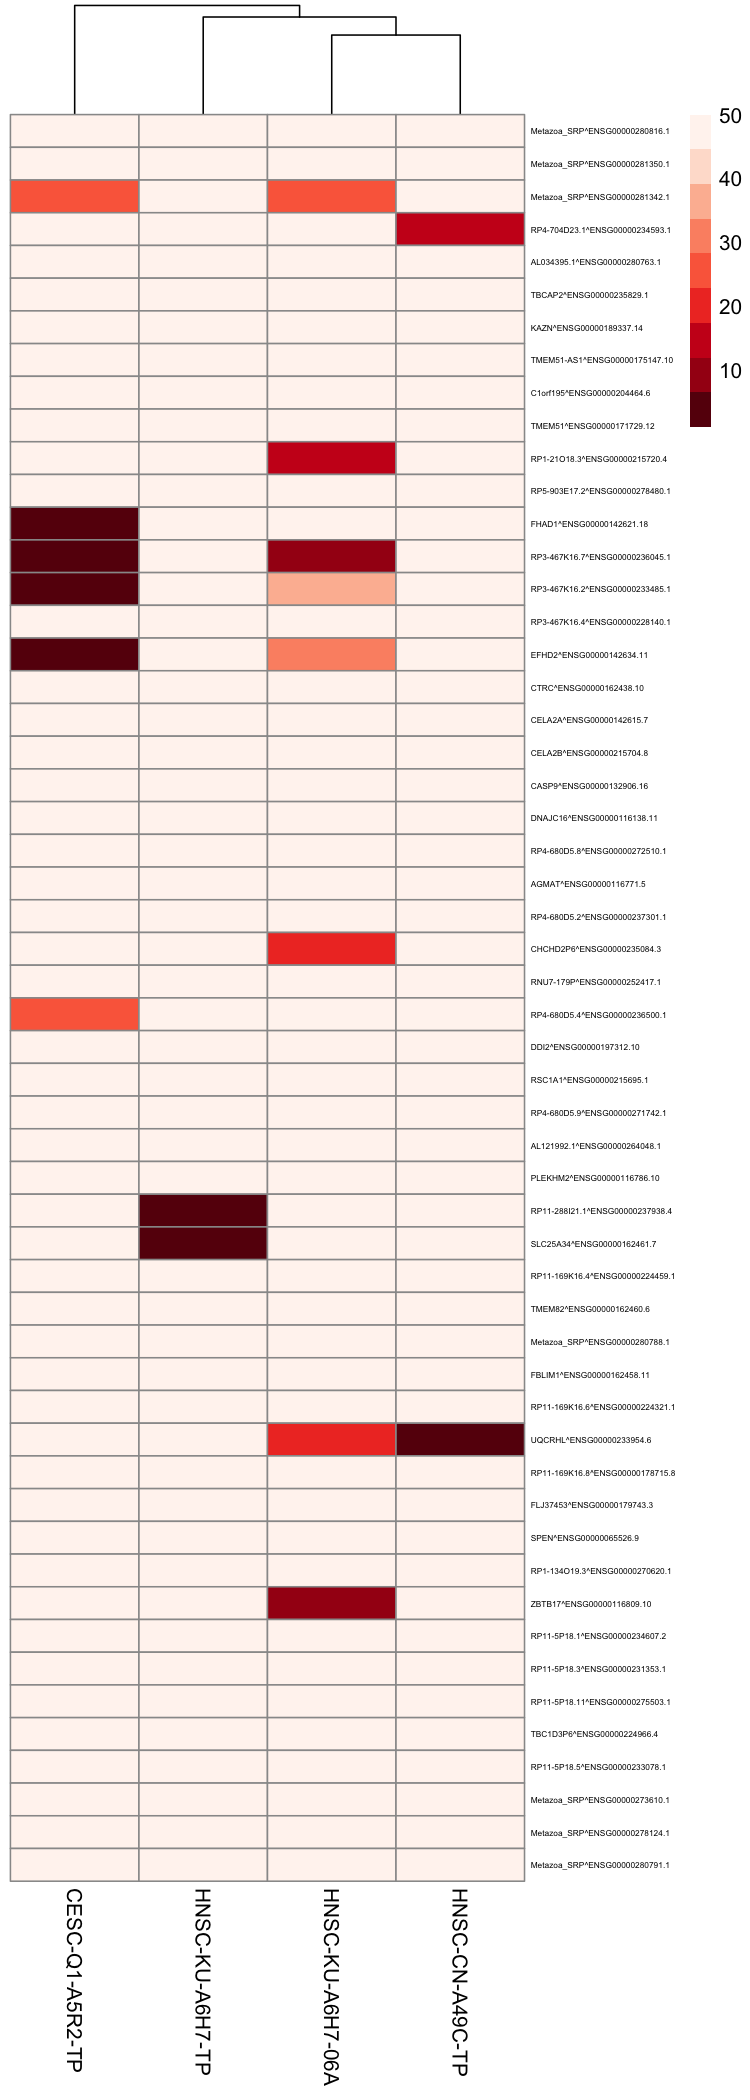 Metazoa_SRP^ENSG00000280816.1
Metazoa_SRP^ENSG00000281350.1
Metazoa_SRP^ENSG00000281342.1
RP4-704D23.1^ENSG00000234593.1
AL034395.1^ENSG00000280763.1
TBCAP2^ENSG00000235829.1
KAZN^ENSG00000189337.14
TMEM51-AS1^ENSG00000175147.10
C1orf195^ENSG00000204464.6
TMEM51^ENSG00000171729.12
RP1-21O18.3^ENSG00000215720.4
RP5-903E17.2^ENSG00000278480.1
FHAD1^ENSG00000142621.18
RP3-467K16.7^ENSG00000236045.1
RP3-467K16.2^ENSG00000233485.1
RP3-467K16.4^ENSG00000228140.1
EFHD2^ENSG00000142634.11
CTRC^ENSG00000162438.10
CELA2A^ENSG00000142615.7
CELA2B^ENSG00000215704.8
CASP9^ENSG00000132906.16
DNAJC16^ENSG00000116138.11
RP4-680D5.8^ENSG00000272510.1
AGMAT^ENSG00000116771.5
RP4-680D5.2^ENSG00000237301.1
CHCHD2P6^ENSG00000235084.3
RNU7-179P^ENSG00000252417.1
RP4-680D5.4^ENSG00000236500.1
DDI2^ENSG00000197312.10
RSC1A1^ENSG00000215695.1
RP4-680D5.9^ENSG00000271742.1
AL121992.1^ENSG00000264048.1
PLEKHM2^ENSG00000116786.10
RP11-288I21.1^ENSG00000237938.4
SLC25A34^ENSG00000162461.7
RP11-169K16.4^ENSG00000224459.1
TMEM82^ENSG00000162460.6
Metazoa_SRP^ENSG00000280788.1
FBLIM1^ENSG00000162458.11
RP11-169K16.6^ENSG00000224321.1
UQCRHL^ENSG00000233954.6
RP11-169K16.8^ENSG00000178715.8
FLJ37453^ENSG00000179743.3
SPEN^ENSG00000065526.9
RP1-134O19.3^ENSG00000270620.1
ZBTB17^ENSG00000116809.10
RP11-5P18.1^ENSG00000234607.2
RP11-5P18.3^ENSG00000231353.1
RP11-5P18.11^ENSG00000275503.1
TBC1D3P6^ENSG00000224966.4
RP11-5P18.5^ENSG00000233078.1
Metazoa_SRP^ENSG00000273610.1
Metazoa_SRP^ENSG00000278124.1
Metazoa_SRP^ENSG00000280791.1
50
40
30
20
10
CESC-Q1-A5R2-TP
HNSC-KU-A6H7-TP
HNSC-KU-A6H7-06A
HNSC-CN-A49C-TP